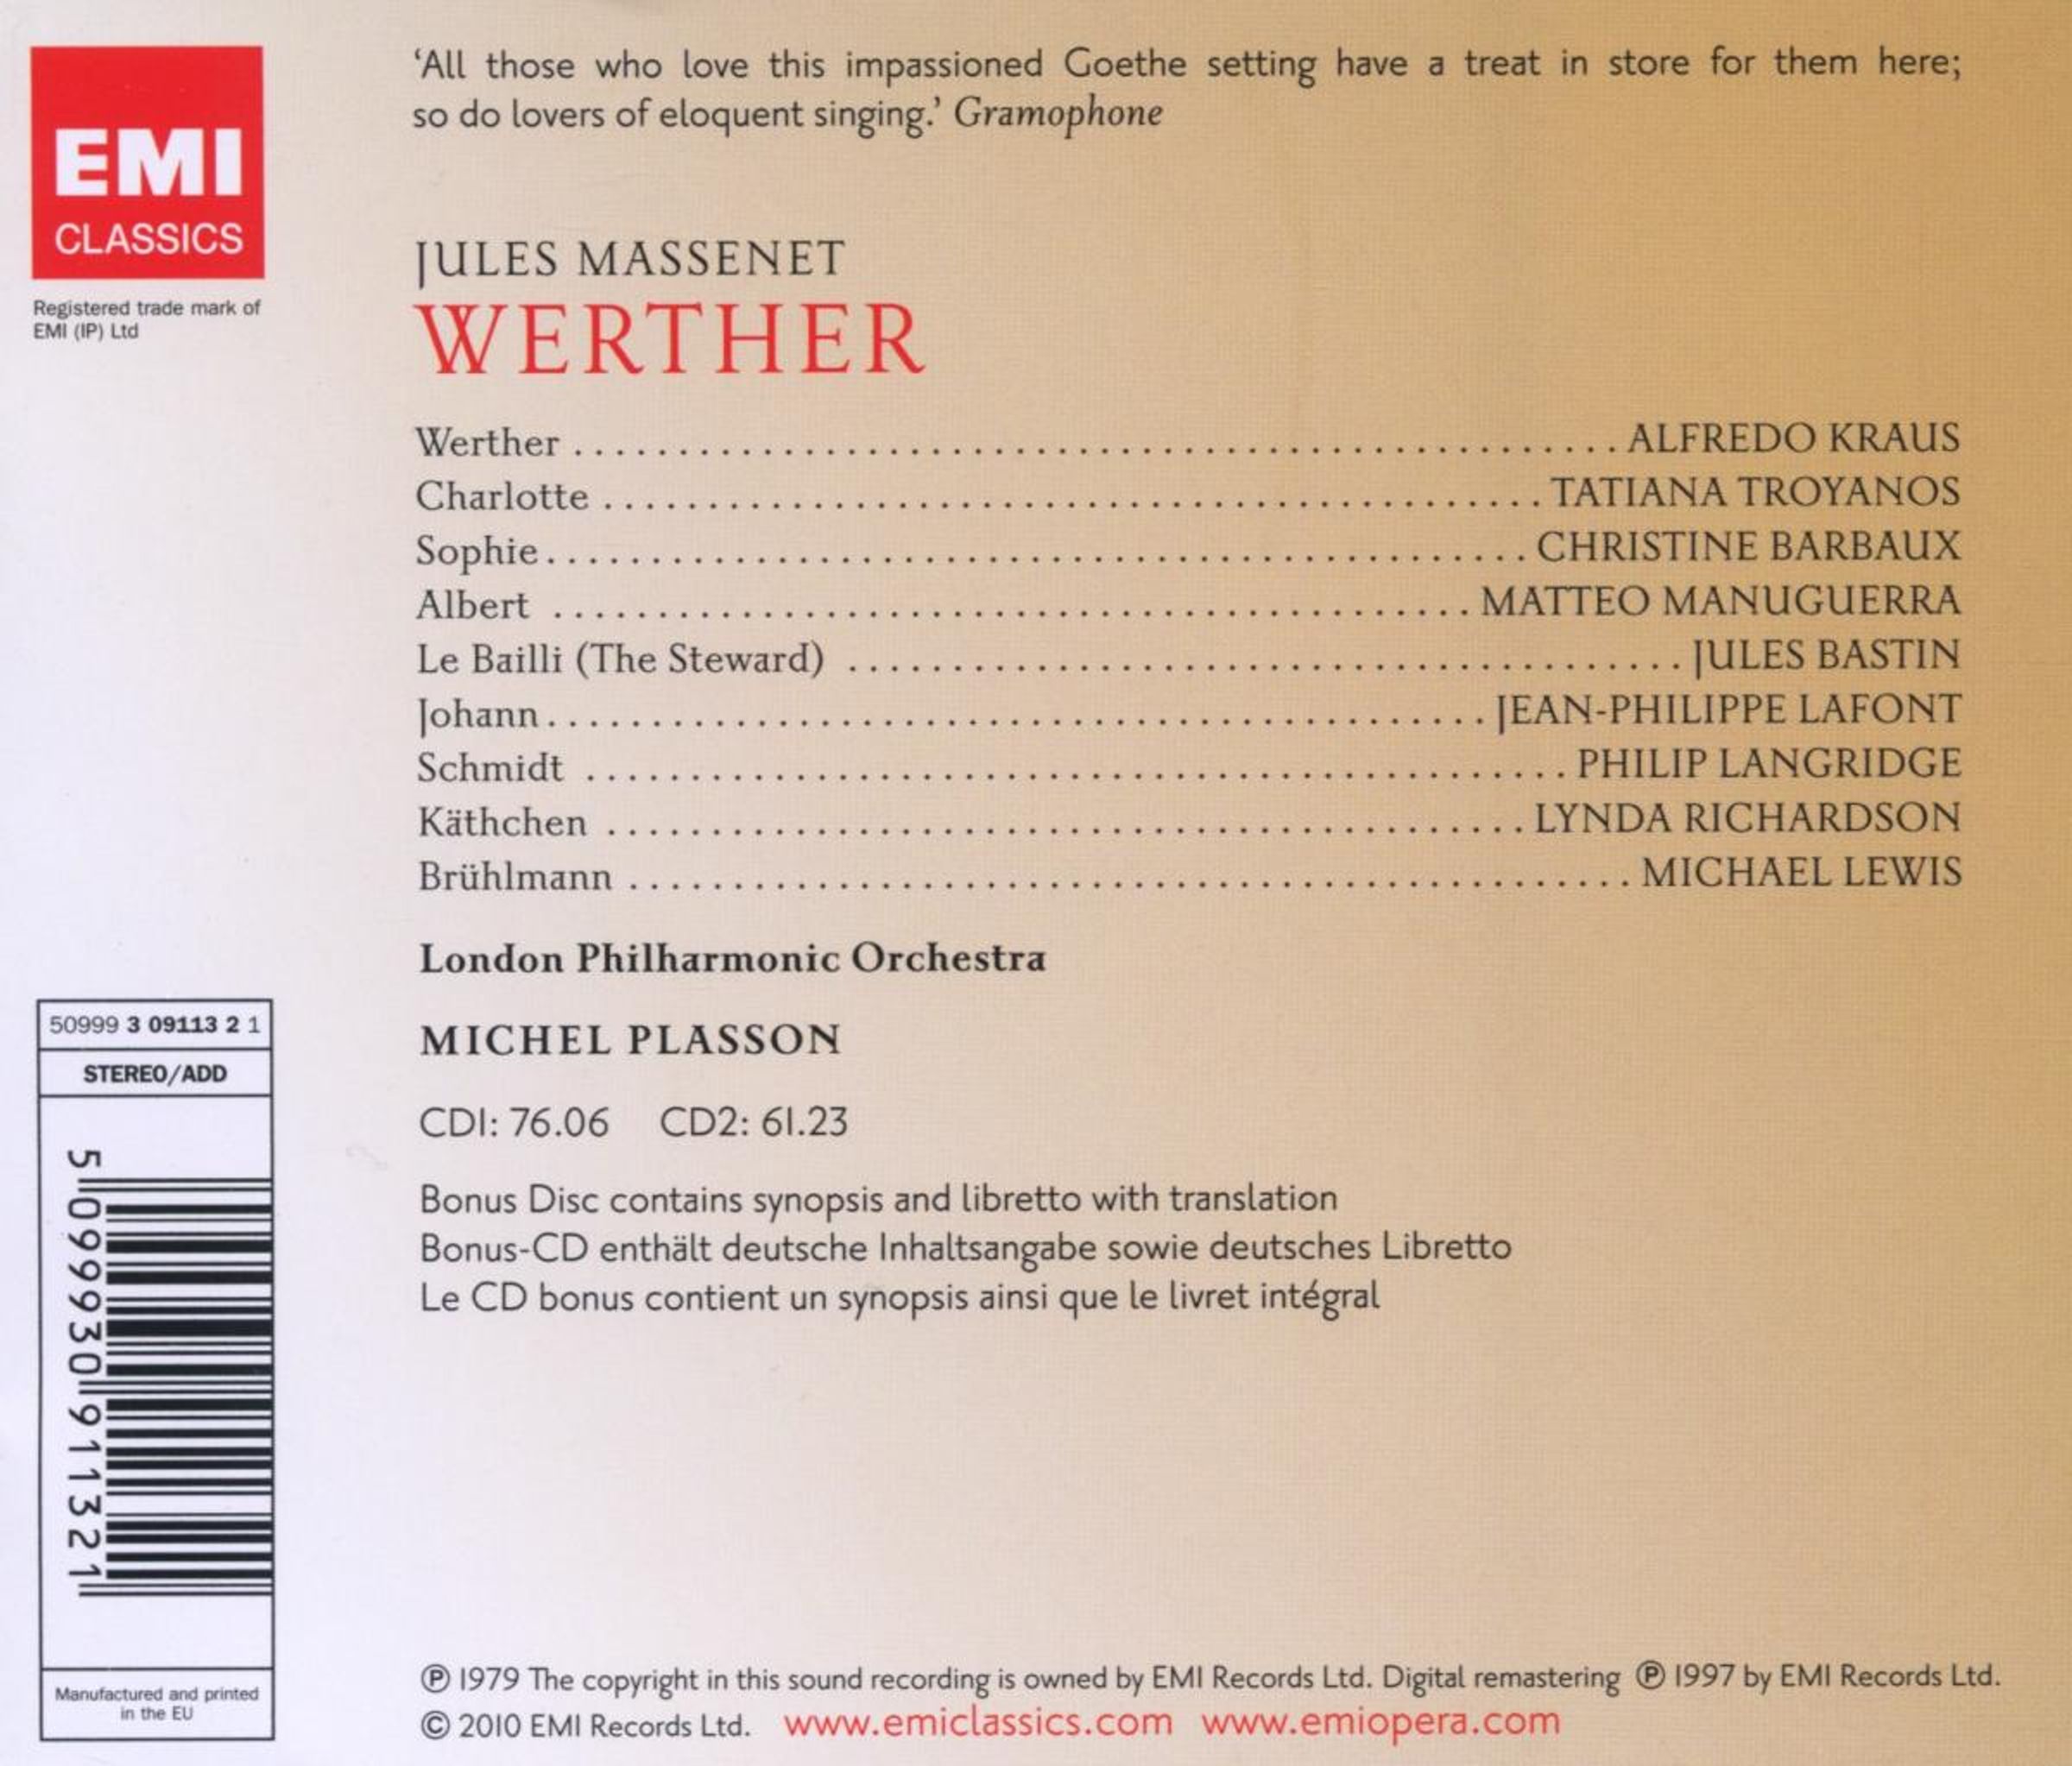 EMI
CLASSICS
Registered trade mark of
EMI (IP) Ltd
‘All those who love this impassioned Goethe setting have a treat in store for them here;
so do lovers of eloquent singing.’ Gramophone
JULES MASSENET
WERTHER
Werther ........................................ ALFREDO KRAUS
Charlotte ........................................ TATIANA TROYANOS
Sophie ........................................ CHRISTINE BARBAUX
Albert ........................................ MATTEO MANUGUERRA
Le Bailli (The Steward) ........................................ JULES BASTIN
Johann ........................................ JEAN-PHILIPPE LAFONT
Schmidt ........................................ PHILIP LANGRIDGE
Käthchen ........................................ LYNDA RICHARDSON
Brühlmann ........................................ MICHAEL LEWIS
London Philharmonic Orchestra
MICHEL PLASSON
CD1: 76.06 CD2: 61.23
Bonus Disc contains synopsis and libretto with translation
Bonus-CD enthält deutsche Inhaltsangabe sowie deutsches Libretto
Le CD bonus contient un synopsis ainsi que le livret intégral
50999 3 09113 2 1
STEREO/ADD
5 099930 911321
Manufactured and printed
in the EU
℗ 1979 The copyright in this sound recording is owned by EMI Records Ltd. Digital remastering ℗ 1997 by EMI Records Ltd.
© 2010 EMI Records Ltd. www.emiclassics.com www.emiopera.com